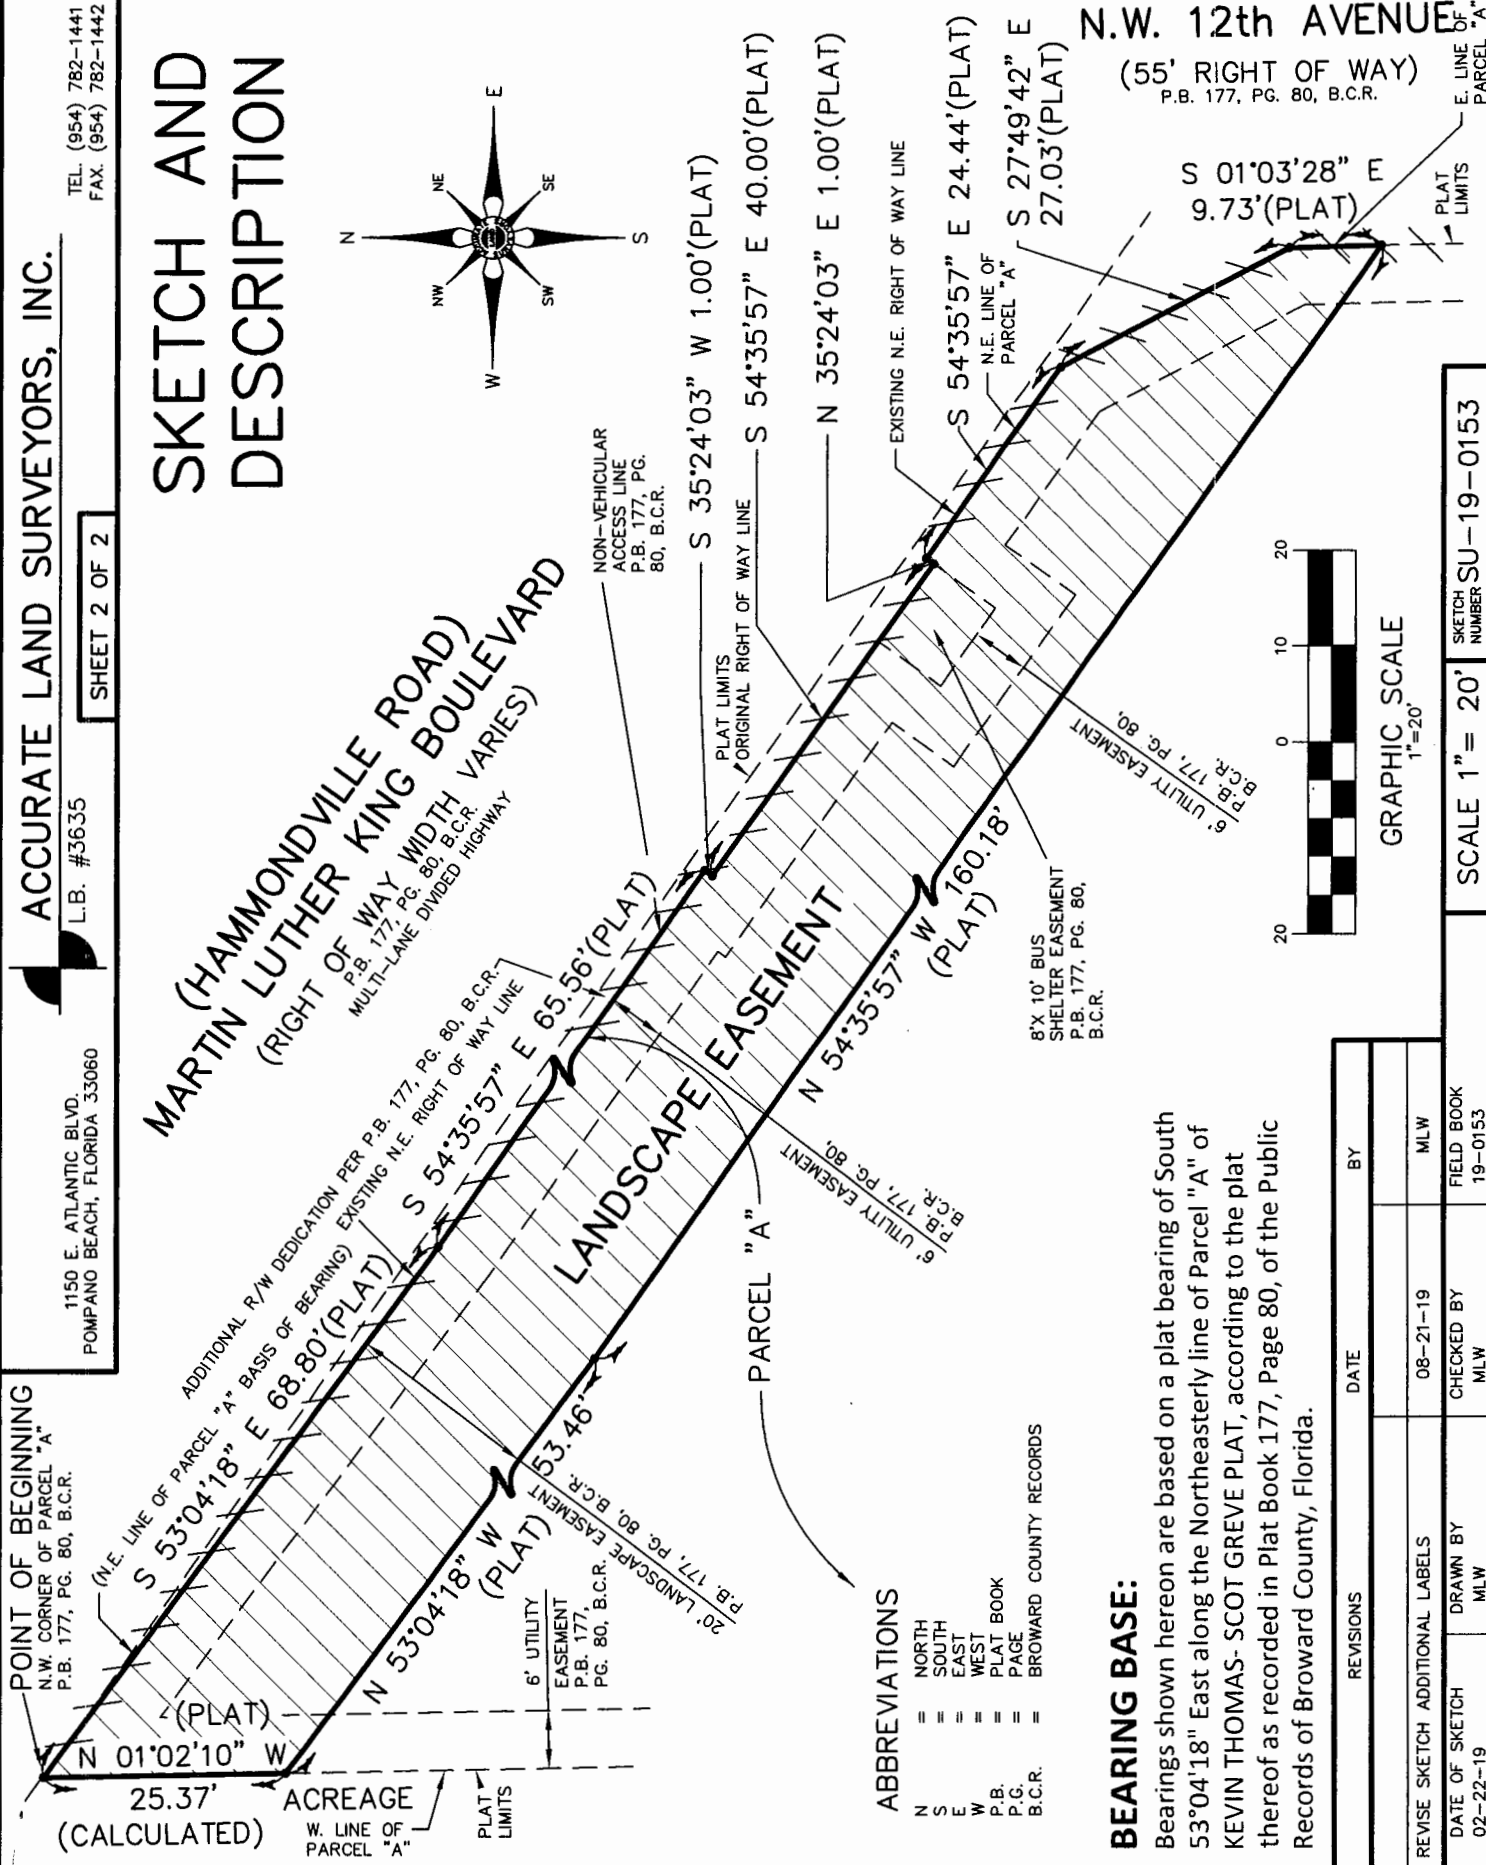 ACCURATE LAND SURVEYORS, INC.
L.B. #3635
SHEET 2 OF 2
1150 E. ATLANTIC BLVD.
POMPANO BEACH, FLORIDA 33060
TEL. (954) 782-1441
FAX. (954) 782-1442
SKETCH AND
DESCRIPTION
N
NE
E
SE
S
SW
W
NW
POINT OF BEGINNING
N.W. CORNER OF PARCEL "A"
P.B. 177, PG. 80, B.C.R.
(HAMMONDVILLE ROAD)
MARTIN LUTHER KING BOULEVARD
(RIGHT OF WAY WIDTH VARIES)
P.B. 177, PG. 80, B.C.R.
MULTI-LANE DIVIDED HIGHWAY
ADDITIONAL R/W DEDICATION PER P.B. 177, PG. 80, B.C.R.
(N.E. LINE OF PARCEL "A" BASIS OF BEARING)
EXISTING N.E. RIGHT OF WAY LINE
S 53°04'18" E 68.80'(PLAT)
S 54°35'57" E 65.56'(PLAT)
NON-VEHICULAR
ACCESS LINE
P.B. 177, PG.
80, B.C.R.
S 35°24'03" W 1.00'(PLAT)
PLAT LIMITS
ORIGINAL RIGHT OF WAY LINE
S 54°35'57" E 40.00'(PLAT)
N 35°24'03" E 1.00'(PLAT)
EXISTING N.E. RIGHT OF WAY LINE
S 54°35'57" E 24.44'(PLAT)
N.E. LINE OF
PARCEL "A"
S 27°49'42" E
27.03'(PLAT)
N.W. 12th AVENUE
(55' RIGHT OF WAY)
P.B. 177, PG. 80, B.C.R.
S 01°03'28" E
9.73'(PLAT)
E. LINE OF
PARCEL "A"
PLAT
LIMITS
LANDSCAPE EASEMENT
(PLAT)
N 01°02'10" W
25.37'
(CALCULATED)
ACREAGE
W. LINE OF
PARCEL "A"
PLAT
LIMITS
6' UTILITY
EASEMENT
P.B. 177,
PG. 80, B.C.R.
N 53°04'18" W 53.46'
(PLAT)
20' LANDSCAPE EASEMENT
P.B. 177, PG. 80, B.C.R.
PARCEL "A"
6' UTILITY EASEMENT
P.B. 177, PG. 80,
B.C.R.
N 54°35'57" W 160.18'
(PLAT)
8'X 10' BUS
SHELTER EASEMENT
P.B. 177, PG. 80,
B.C.R.
6' UTILITY EASEMENT
P.B. 177, PG. 80,
B.C.R.
20 0 10 20
GRAPHIC SCALE
1"=20'
ABBREVIATIONS
N = NORTH
S = SOUTH
E = EAST
W = WEST
P.B. = PLAT BOOK
P.G. = PAGE
B.C.R. = BROWARD COUNTY RECORDS
BEARING BASE:
Bearings shown hereon are based on a plat bearing of South
53°04'18" East along the Northeasterly line of Parcel "A" of
KEVIN THOMAS- SCOT GREVE PLAT, according to the plat
thereof as recorded in Plat Book 177, Page 80, of the Public
Records of Broward County, Florida.
REVISIONS DATE BY
REVISE SKETCH ADDITIONAL LABELS 08-21-19 MLW
DATE OF SKETCH DRAWN BY CHECKED BY FIELD BOOK
02-22-19 MLW MLW 19-0153
SCALE 1"= 20'
SKETCH
NUMBER SU-19-0153